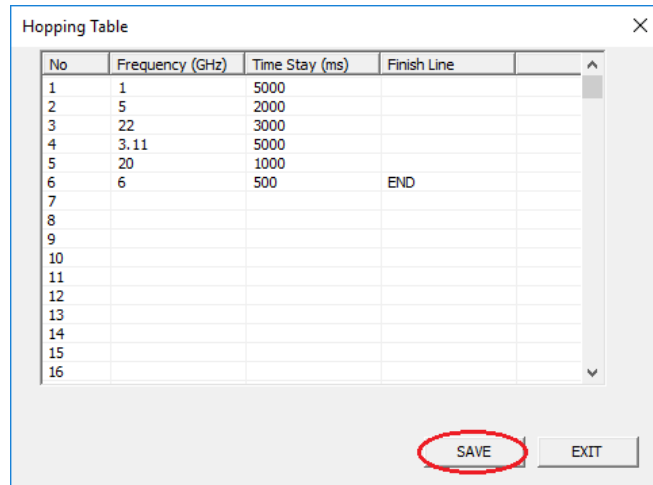 Hopping Table
No Frequency (GHz) Time Stay (ms) Finish Line
1 1 5000
2 5 2000
3 22 3000
4 3.11 5000
5 20 1000
6 6 500 END
7
8
9
10
11
12
13
14
15
16
SAVE EXIT